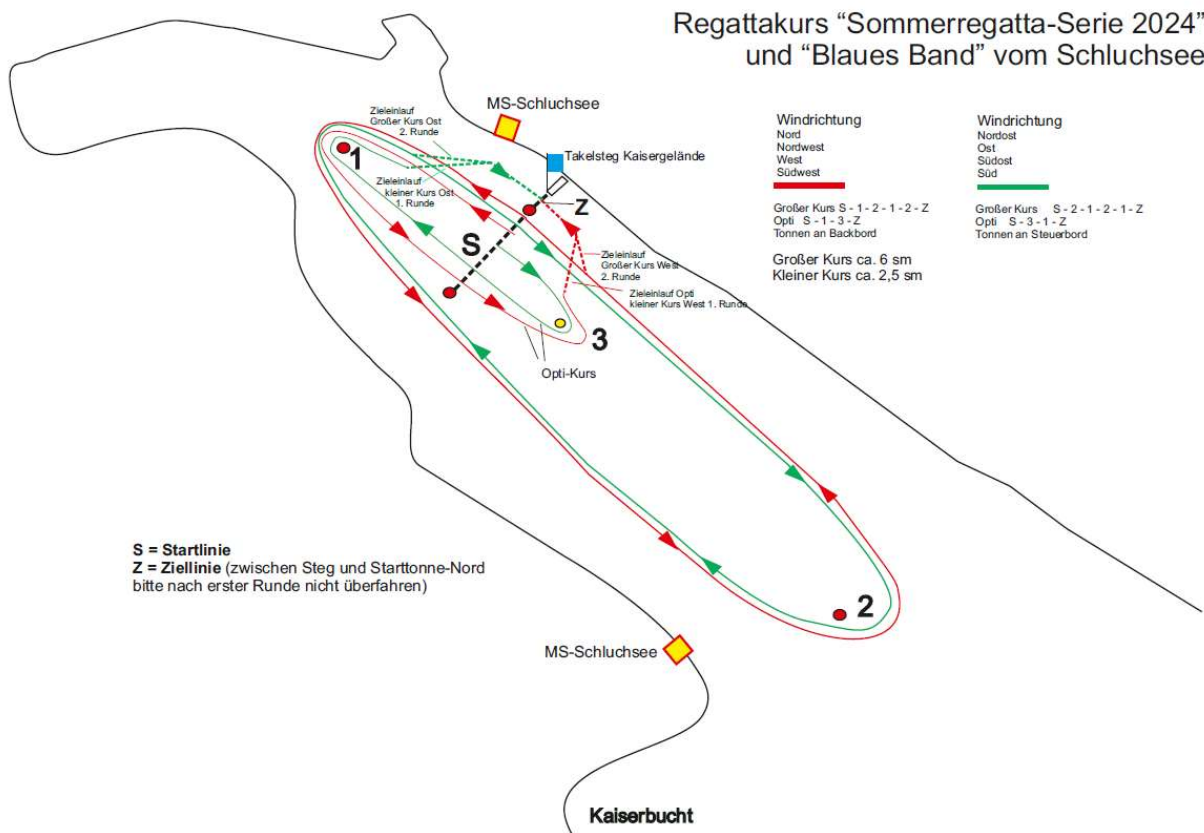 Regattakurs “Sommerregatta-Serie 2024”
und “Blaues Band” vom Schluchsee
MS-Schluchsee
Zieleinlauf
Großer Kurs Ost
2. Runde
Takelsteg Kaisergelände
1
Zieleinlauf
kleiner Kurs Ost
1. Runde
Z
S
Zieleinlauf
Großer Kurs West
2. Runde
Zieleinlauf Opti
kleiner Kurs West 1. Runde
3
Opti-Kurs
Windrichtung
Nord
Nordwest
West
Südwest
Großer Kurs S - 1 - 2 - 1 - 2 - Z
Opti S - 1 - 3 - Z
Tonnen an Backbord
Großer Kurs ca. 6 sm
Kleiner Kurs ca. 2,5 sm
Windrichtung
Nordost
Ost
Südost
Süd
Großer Kurs S - 2 - 1 - 2 - 1 - Z
Opti S - 3 - 1 - Z
Tonnen an Steuerbord
S = Startlinie
Z = Ziellinie (zwischen Steg und Starttonne-Nord
bitte nach erster Runde nicht überfahren)
2
MS-Schluchsee
Kaiserbucht